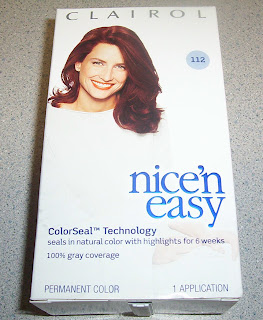 CLAIROL
112
nice'n
easy
ColorSeal™ Technology
seals in natural color with highlights for 6 weeks
100% gray coverage
PERMANENT COLOR 1 APPLICATION